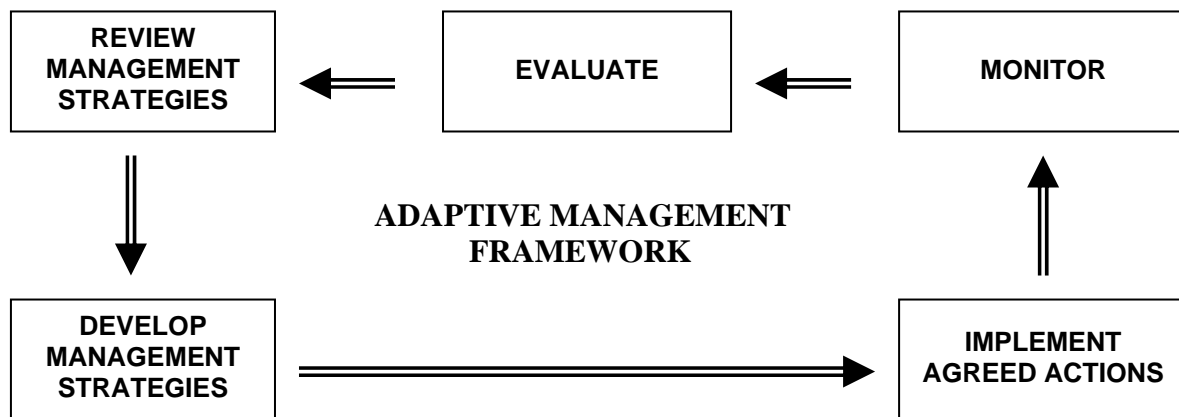 REVIEW
MANAGEMENT
STRATEGIES
EVALUATE
MONITOR
ADAPTIVE MANAGEMENT
FRAMEWORK
DEVELOP
MANAGEMENT
STRATEGIES
IMPLEMENT
AGREED ACTIONS